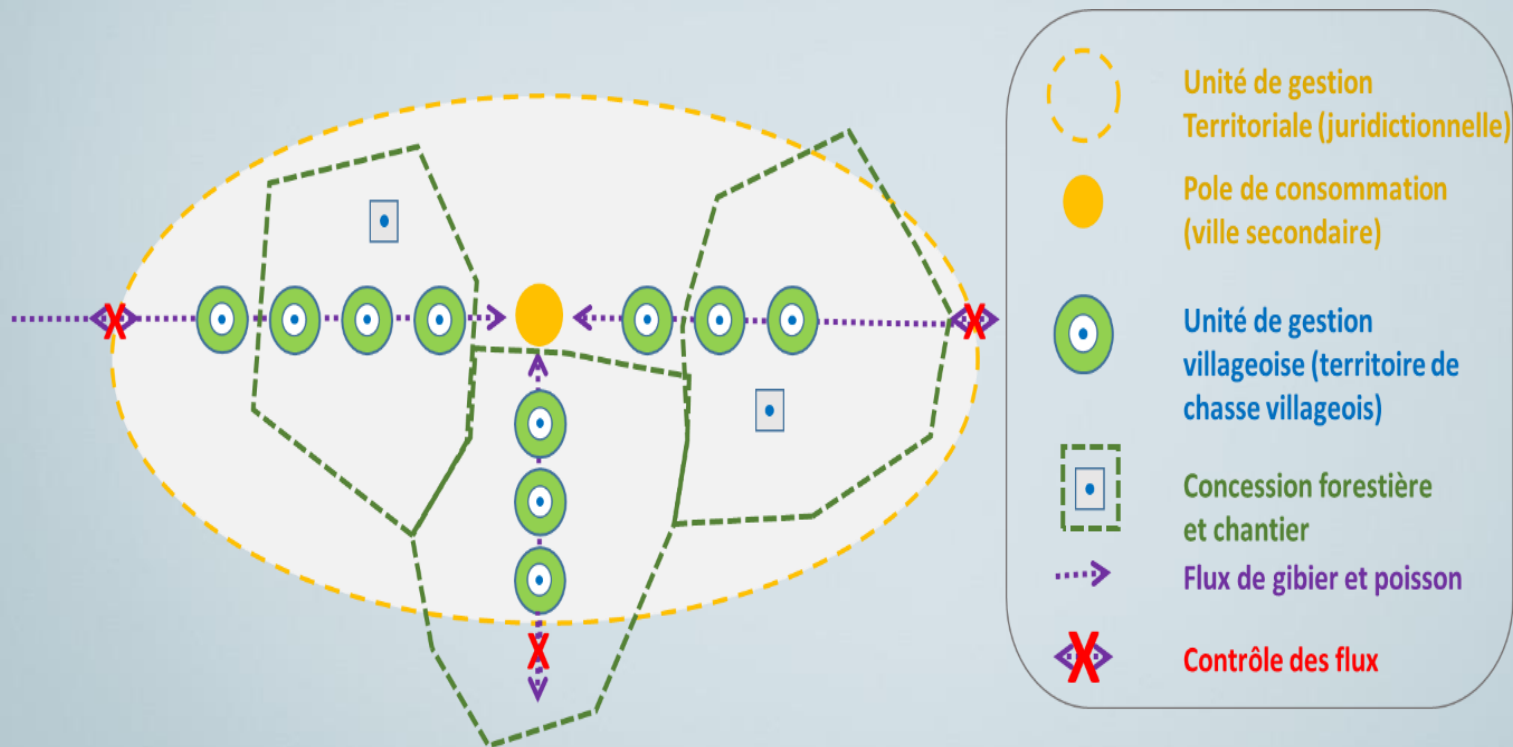 Unité de gestion
Territoriale (juridictionnelle)
Pole de consommation
(ville secondaire)
Unité de gestion
villageoise (territoire de
chasse villageois)
Concession forestière
et chantier
Flux de gibier et poisson
Contrôle des flux